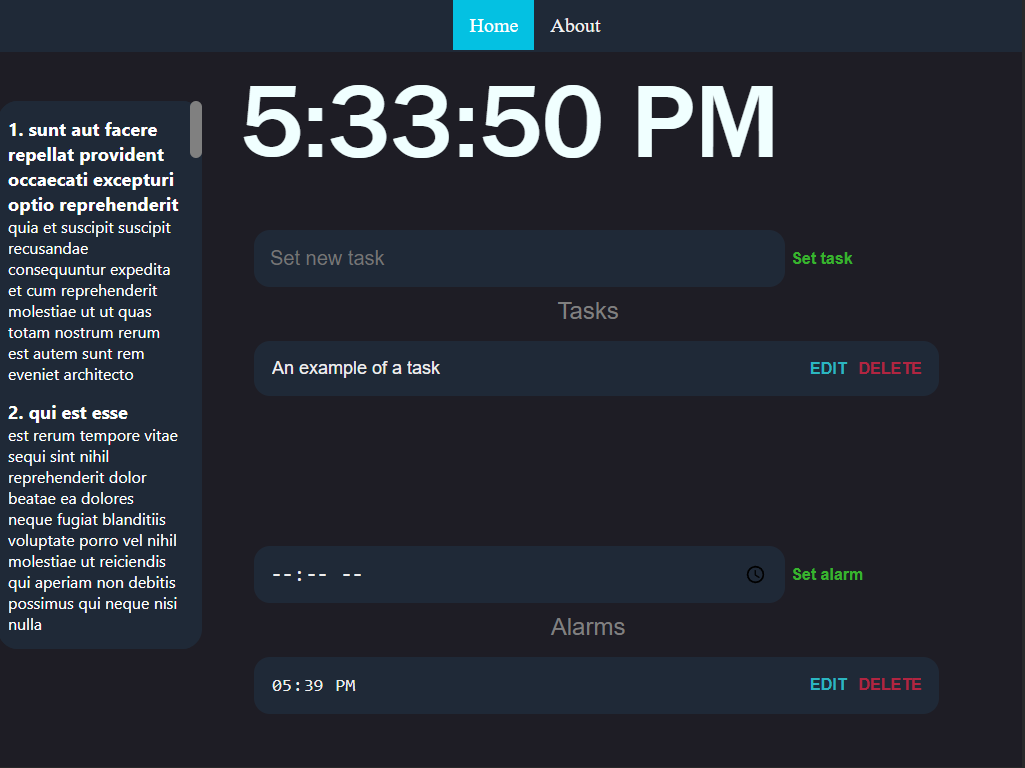 Home About
5:33:50 PM
1. sunt aut facere
repellat provident
occaecati excepturi
optio reprehenderit
quia et suscipit suscipit
recusandae
consequuntur expedita
et cum reprehenderit
molestiae ut ut quas
totam nostrum rerum
est autem sunt rem
eveniet architecto
2. qui est esse
est rerum tempore vitae
sequi sint nihil
reprehenderit dolor
beatae ea dolores
neque fugiat blanditiis
voluptate porro vel nihil
molestiae ut reiciendis
qui aperiam non debitis
possimus qui neque nisi
nulla
Set new task Set task
Tasks
An example of a task EDIT DELETE
--:-- -- Set alarm
Alarms
05:39 PM EDIT DELETE